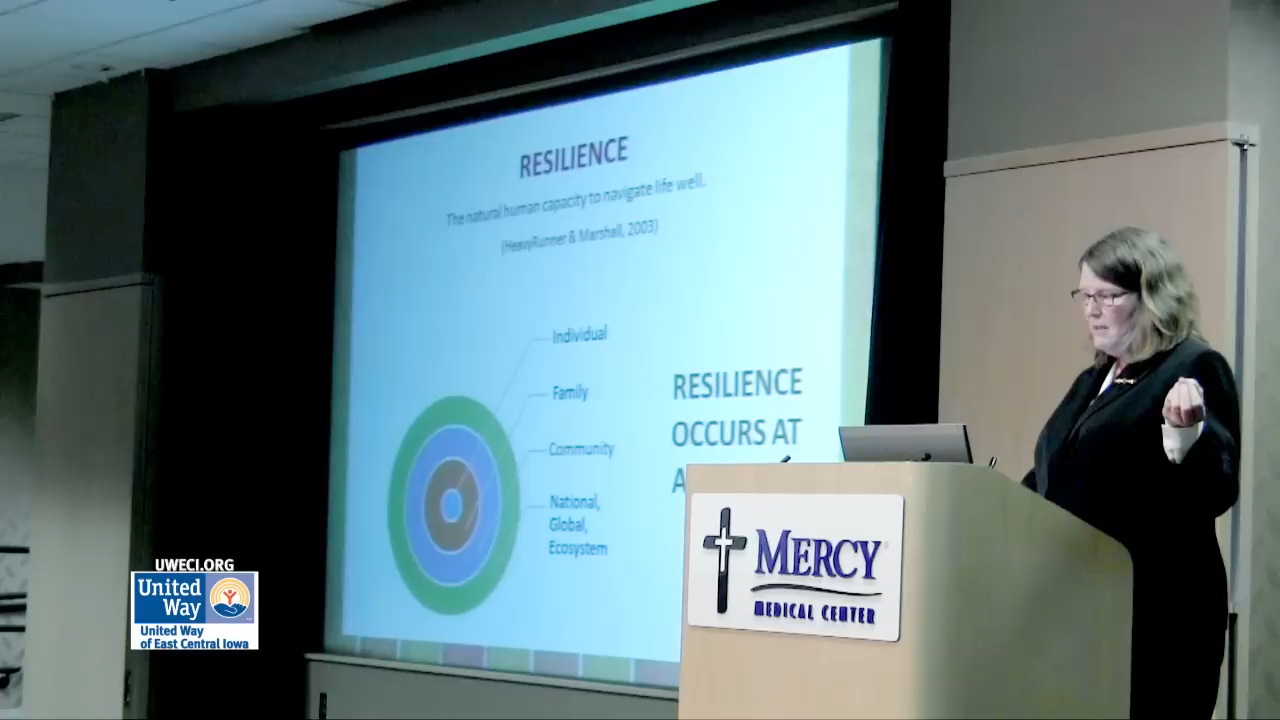 RESILIENCE
The natural human capacity to navigate life well.
(HeavyRunner & Marshall, 2003)
Individual
Family
Community
National,
Global,
Ecosystem
RESILIENCE
OCCURS AT
A
MERCY
MEDICAL CENTER
UWECI.ORG
United
Way
United Way
of East Central Iowa